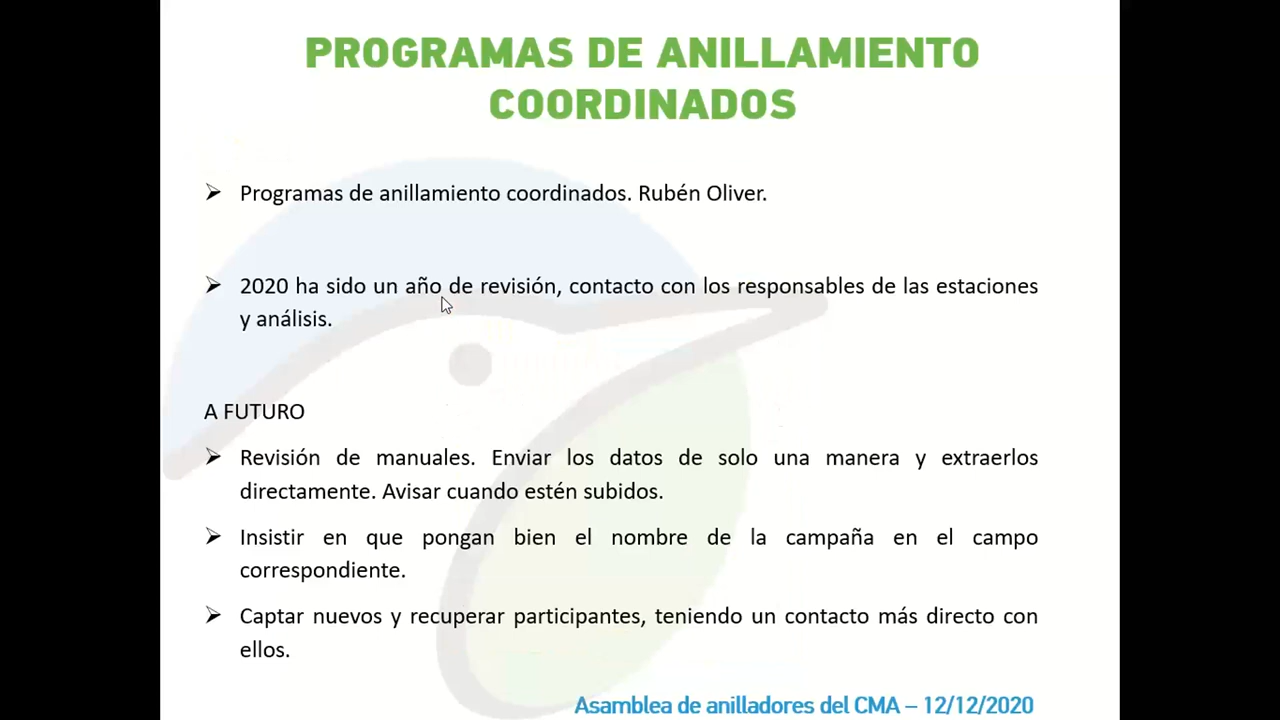 PROGRAMAS DE ANILLAMIENTO
COORDINADOS
Programas de anillamiento coordinados. Rubén Oliver.
2020 ha sido un año de revisión, contacto con los responsables de las estaciones
y análisis.
A FUTURO
Revisión de manuales. Enviar los datos de solo una manera y extraerlos
directamente. Avisar cuando estén subidos.
Insistir en que pongan bien el nombre de la campaña en el campo
correspondiente.
Captar nuevos y recuperar participantes, teniendo un contacto más directo con
ellos.
Asamblea de anilladores del CMA – 12/12/2020